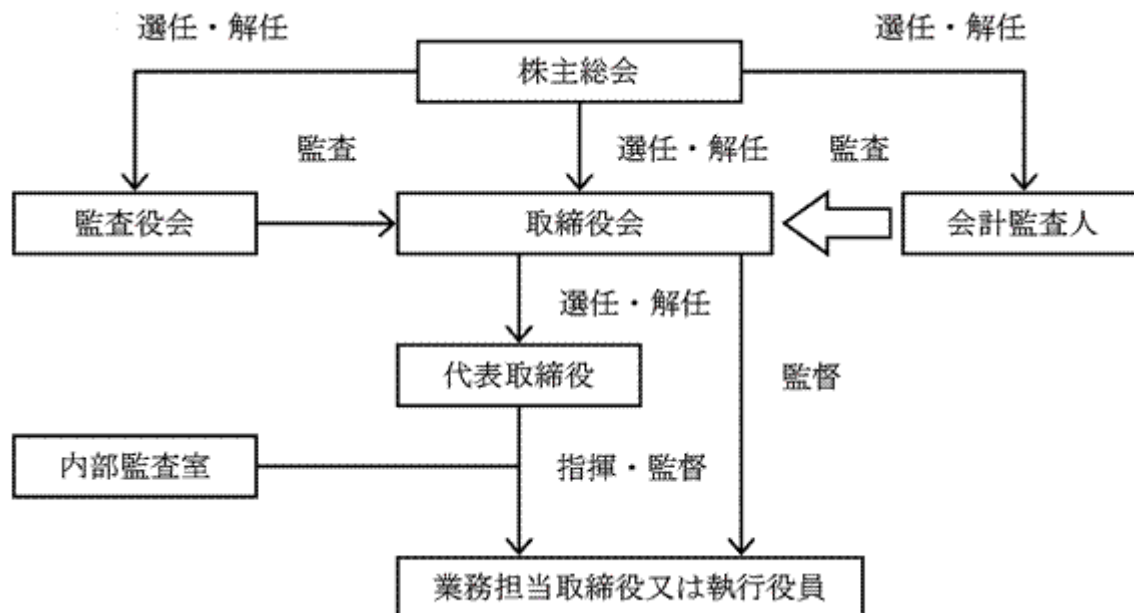 選任・解任
選任・解任
株主総会
監査
選任・解任
監査
監査役会
取締役会
会計監査人
選任・解任
代表取締役
監督
内部監査室
指揮・監督
業務担当取締役又は執行役員